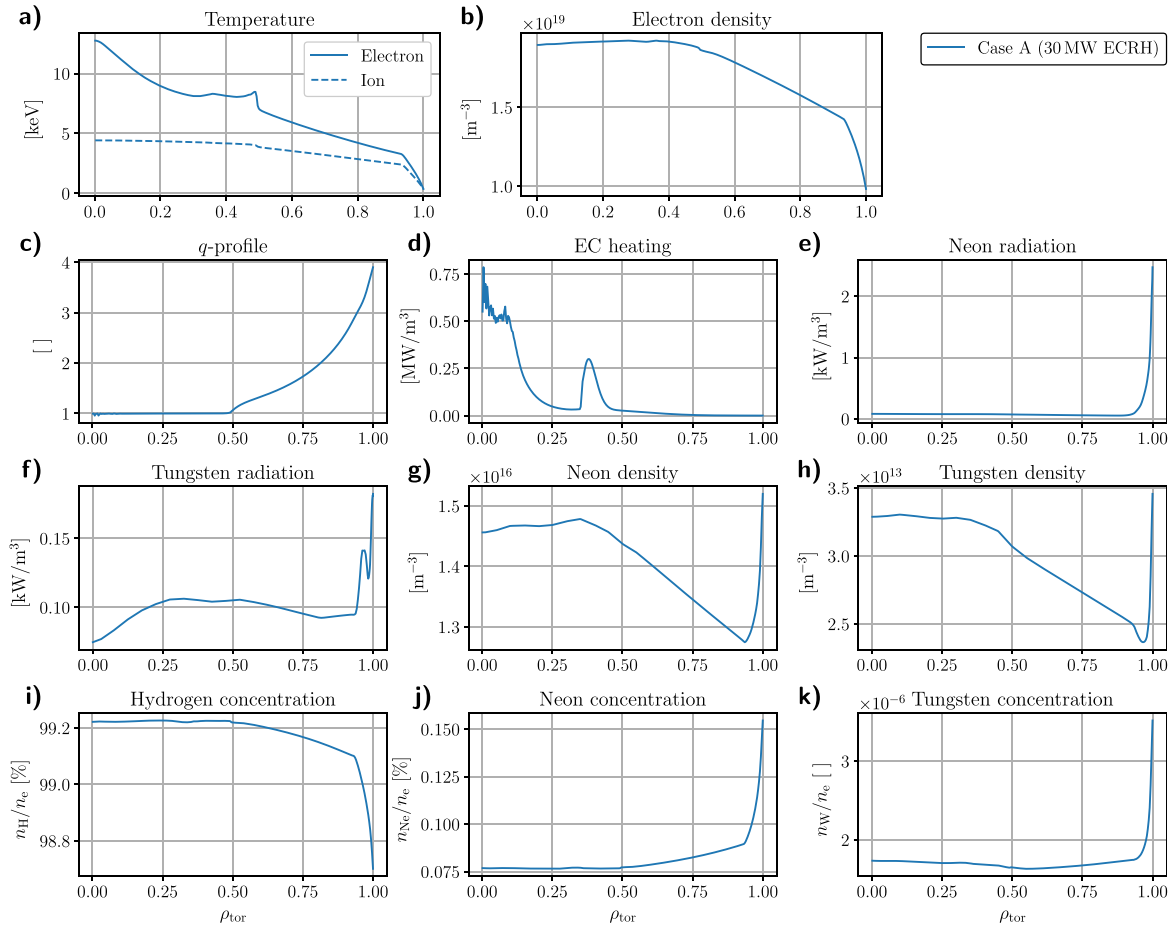 a) Temperature
[keV]
10
5
0
Electron
Ion
0.0 0.2 0.4 0.6 0.8 1.0
b) ×10¹⁹ Electron density
[m⁻³]
1.5
1.0
0.0 0.2 0.4 0.6 0.8 1.0
Case A (30 MW ECRH)
c) q-profile
[ ]
4
3
2
1
0.00 0.25 0.50 0.75 1.00
d) EC heating
[MW/m³]
0.75
0.50
0.25
0.00
0.00 0.25 0.50 0.75 1.00
e) Neon radiation
[kW/m³]
2
1
0
0.00 0.25 0.50 0.75 1.00
f) Tungsten radiation
[kW/m³]
0.15
0.10
0.00 0.25 0.50 0.75 1.00
g) ×10¹⁶ Neon density
[m⁻³]
1.5
1.4
1.3
0.00 0.25 0.50 0.75 1.00
h) ×10¹³ Tungsten density
[m⁻³]
3.5
3.0
2.5
0.00 0.25 0.50 0.75 1.00
i) Hydrogen concentration
n_H/n_e [%]
99.2
99.0
98.8
0.00 0.25 0.50 0.75 1.00
ρ_tor
j) Neon concentration
n_Ne/n_e [%]
0.150
0.125
0.100
0.075
0.00 0.25 0.50 0.75 1.00
ρ_tor
k) ×10⁻⁶ Tungsten concentration
n_W/n_e [ ]
3
2
0.00 0.25 0.50 0.75 1.00
ρ_tor